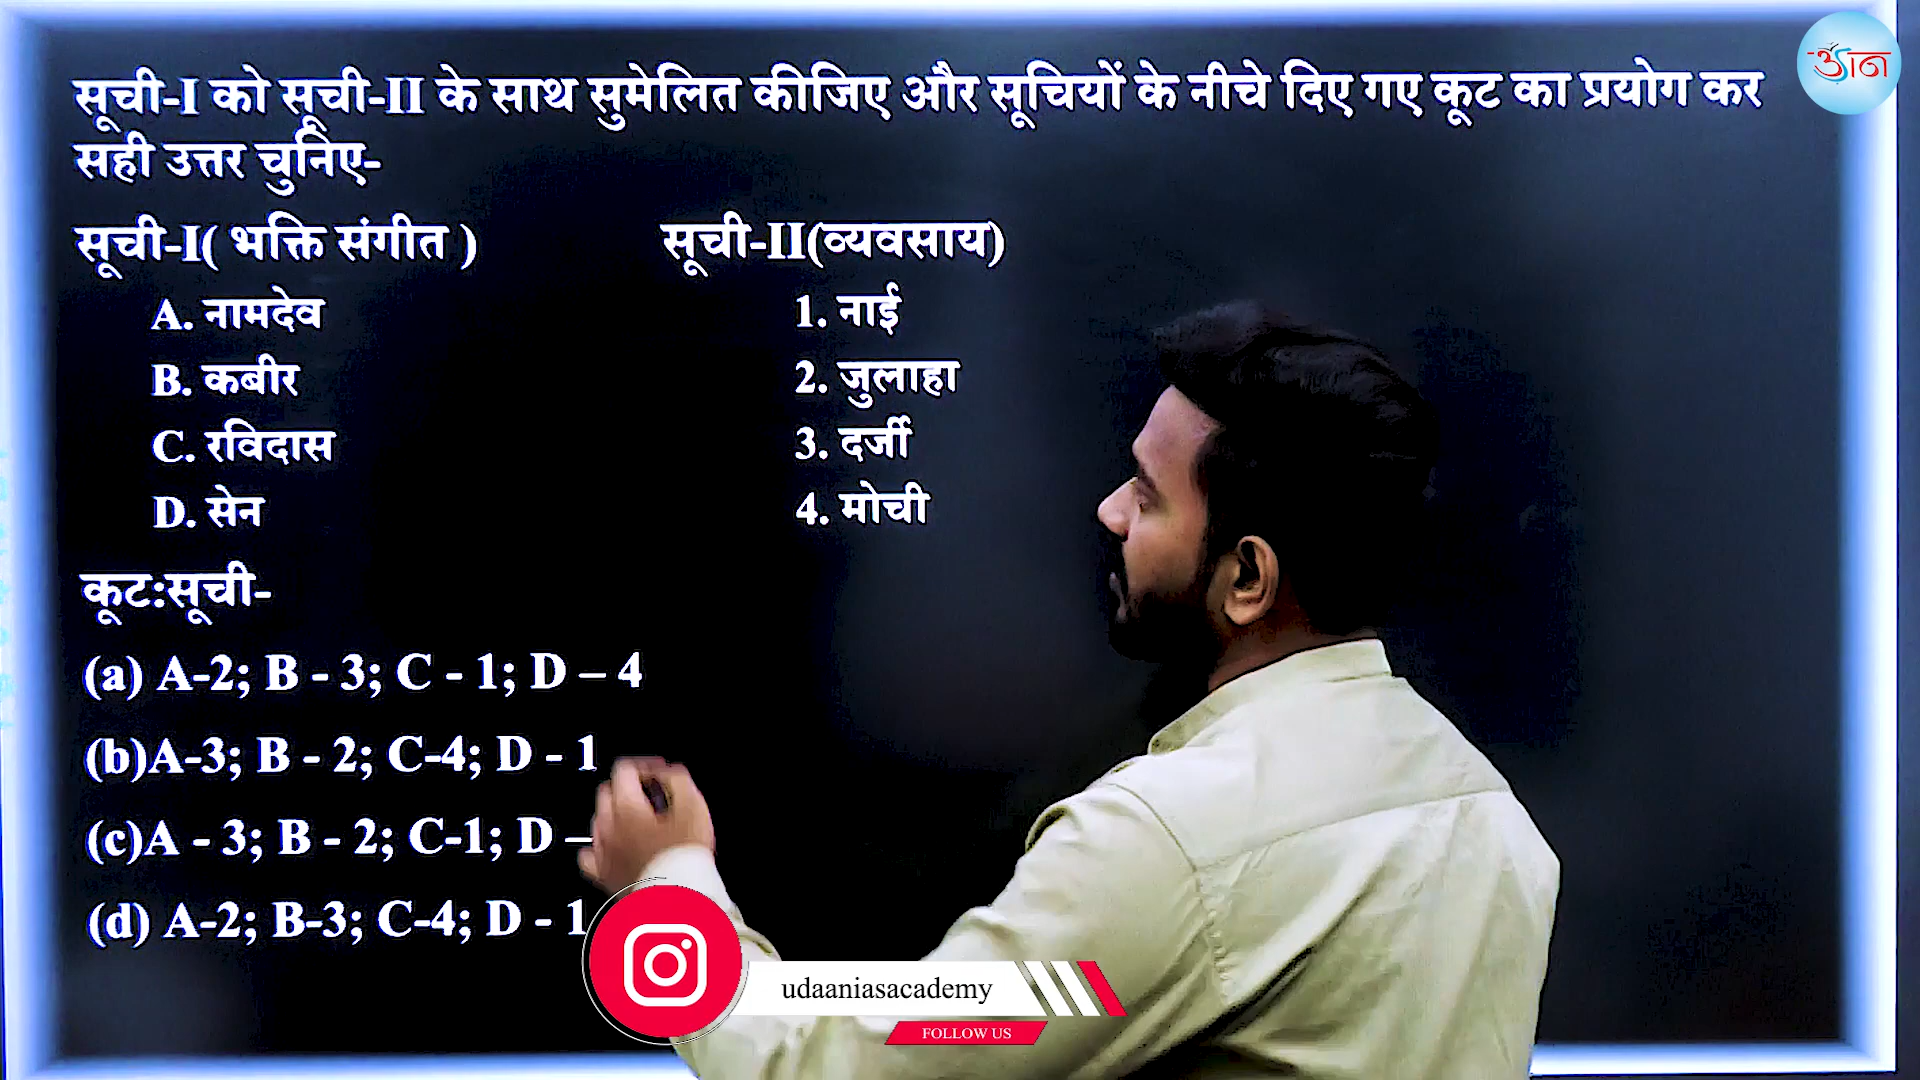 उड़ान
सूची-I को सूची-II के साथ सुमेलित कीजिए और सूचियों के नीचे दिए गए कूट का प्रयोग कर
सही उत्तर चुनिए-
सूची-I( भक्ति संगीत ) सूची-II(व्यवसाय)
A. नामदेव 1. नाई
B. कबीर 2. जुलाहा
C. रविदास 3. दर्जी
D. सेन 4. मोची
कूट:सूची-
(a) A-2; B - 3; C - 1; D – 4
(b)A-3; B - 2; C-4; D - 1
(c)A - 3; B - 2; C-1; D –
(d) A-2; B-3; C-4; D - 1
udaaniasacademy
FOLLOW US